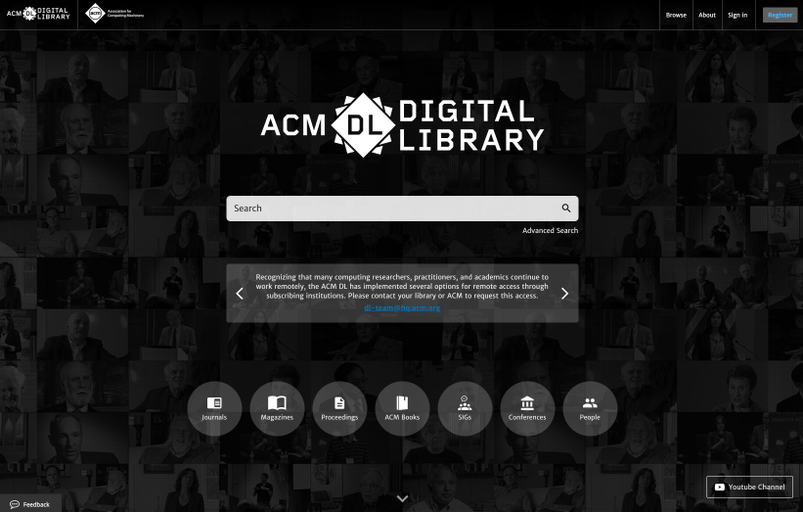 ACM DL DIGITAL LIBRARY
acm Association for Computing Machinery
Browse
About
Sign in
Register
ACM DL DIGITAL
LIBRARY
Search
Advanced Search
Recognizing that many computing researchers, practitioners, and academics continue to
work remotely, the ACM DL has implemented several options for remote access through
subscribing institutions. Please contact your library or ACM to request this access.
dl-team@hq.acm.org
Journals
Magazines
Proceedings
ACM Books
SIGs
Conferences
People
Youtube Channel
Feedback